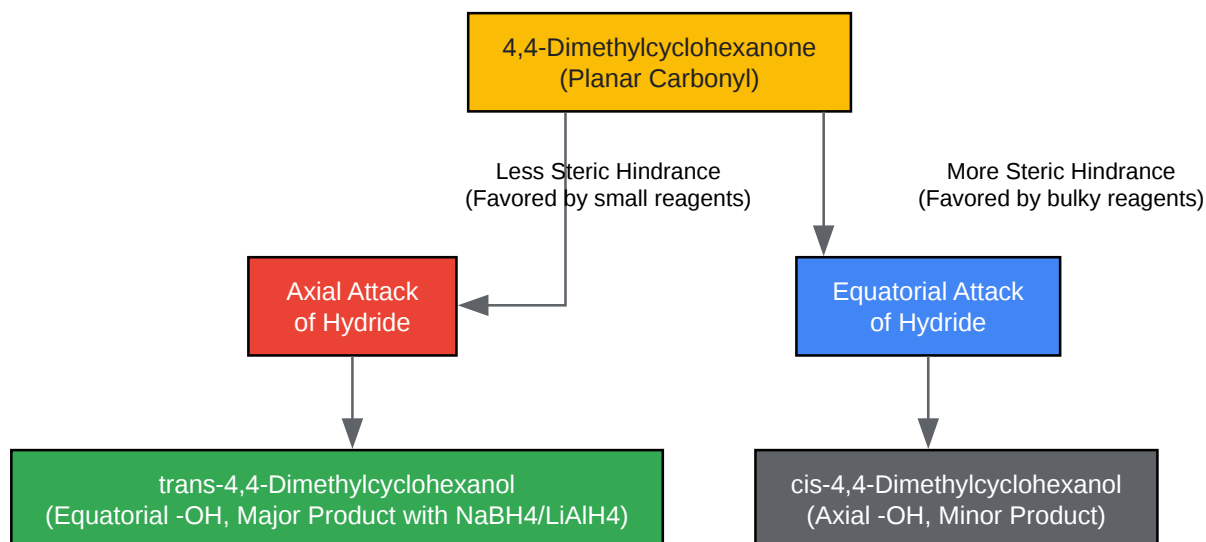 4,4-Dimethylcyclohexanone
(Planar Carbonyl)
Less Steric Hindrance
(Favored by small reagents)
More Steric Hindrance
(Favored by bulky reagents)
Axial Attack
of Hydride
Equatorial Attack
of Hydride
trans-4,4-Dimethylcyclohexanol
(Equatorial -OH, Major Product with NaBH4/LiAlH4)
cis-4,4-Dimethylcyclohexanol
(Axial -OH, Minor Product)